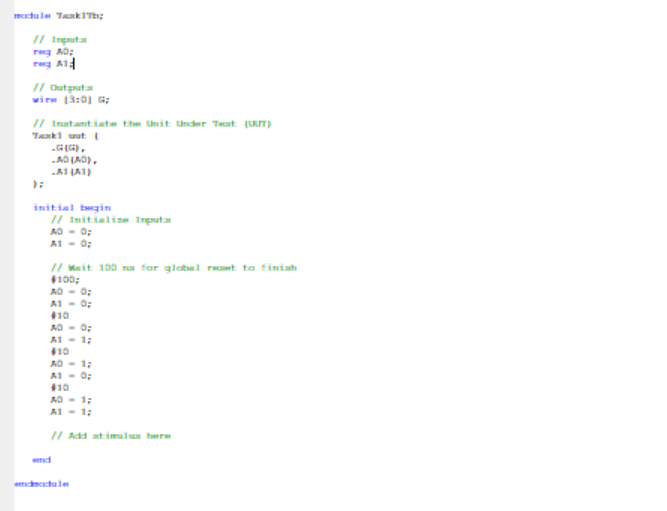 module Task1Tb;
// Inputs
reg A0;
reg A1;
// Outputs
wire [3:0] G;
// Instantiate the Unit Under Test (UUT)
Task1 uut (
.G(G),
.A0(A0),
.A1(A1)
);
initial begin
// Initialize Inputs
A0 = 0;
A1 = 0;
// Wait 100 ns for global reset to finish
#100;
A0 = 0;
A1 = 0;
#10
A0 = 0;
A1 = 1;
#10
A0 = 1;
A1 = 0;
#10
A0 = 1;
A1 = 1;
// Add stimulus here
end
endmodule